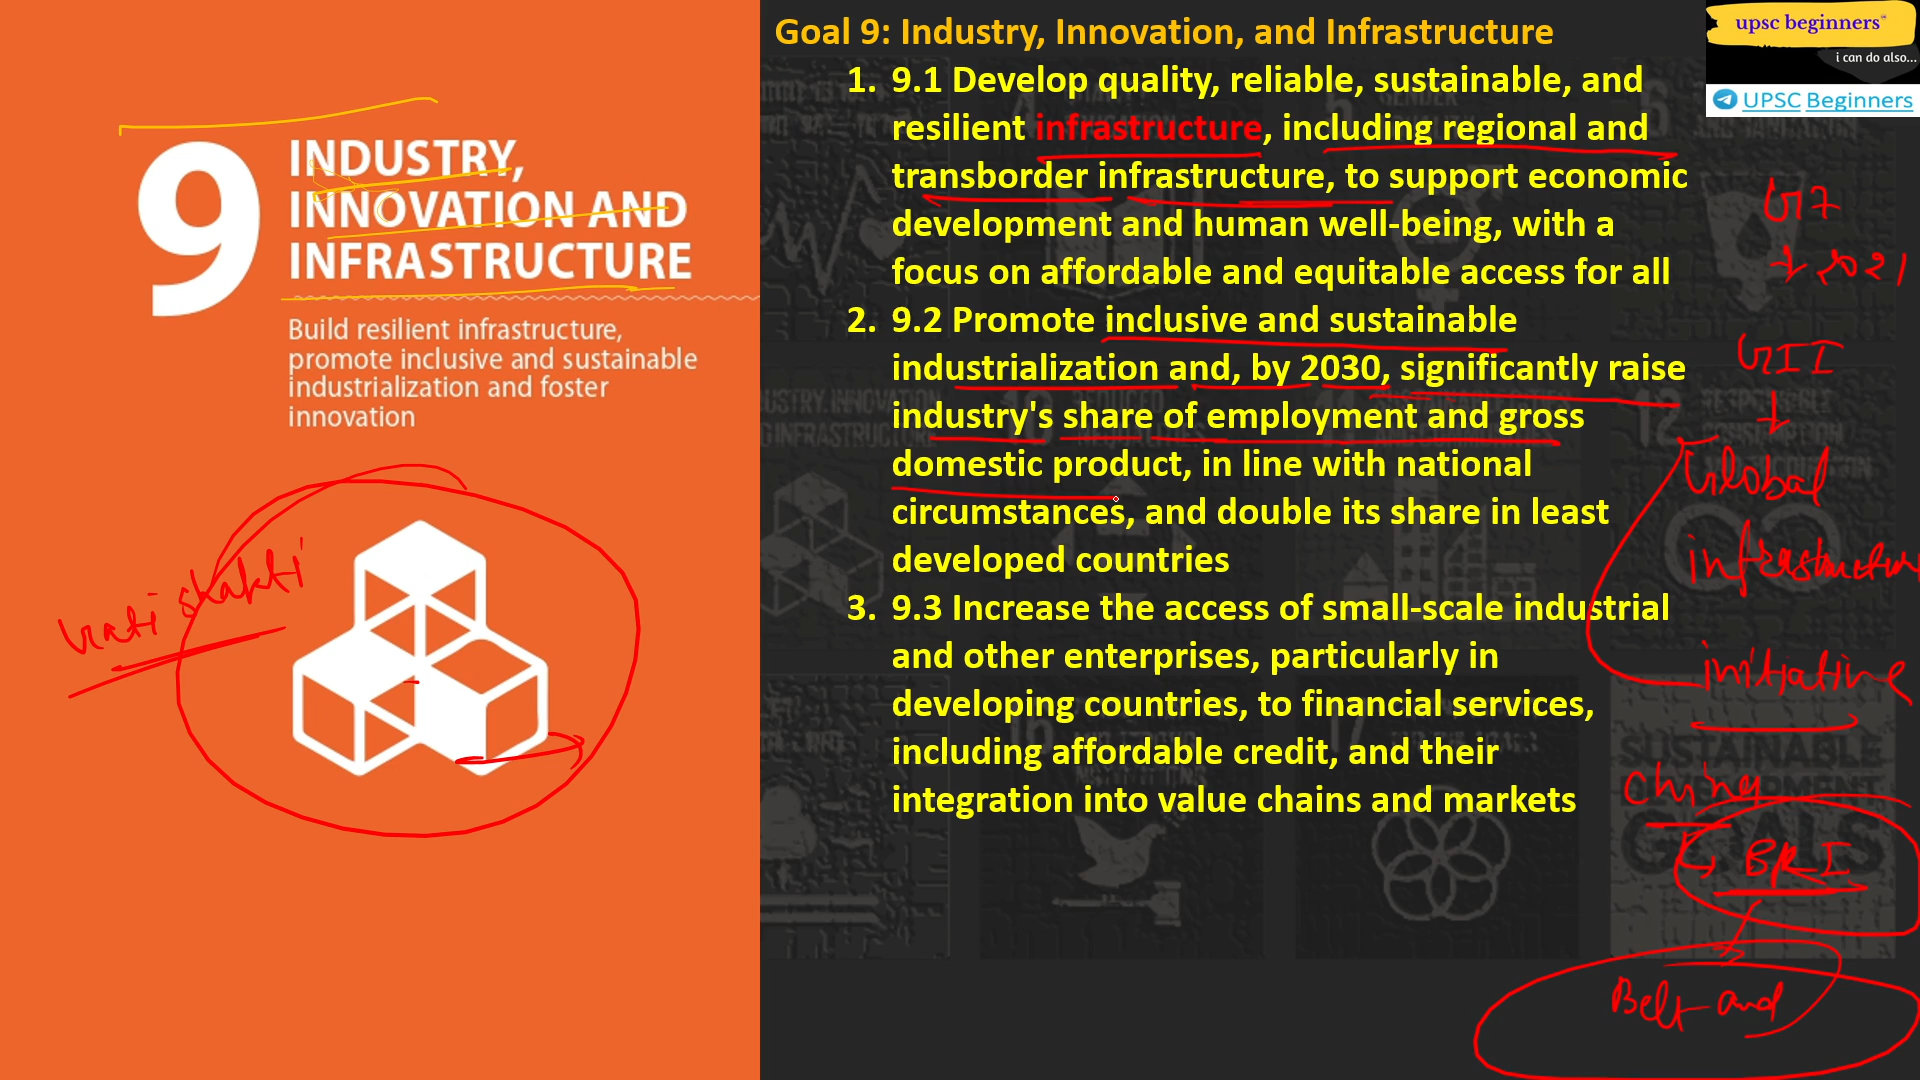 9
INDUSTRY,
INNOVATION AND
INFRASTRUCTURE
Build resilient infrastructure,
promote inclusive and sustainable
industrialization and foster
innovation
Gati shakti
Goal 9: Industry, Innovation, and Infrastructure
1. 9.1 Develop quality, reliable, sustainable, and
resilient infrastructure, including regional and
transborder infrastructure, to support economic
development and human well-being, with a
focus on affordable and equitable access for all
2. 9.2 Promote inclusive and sustainable
industrialization and, by 2030, significantly raise
industry's share of employment and gross
domestic product, in line with national
circumstances, and double its share in least
developed countries
3. 9.3 Increase the access of small-scale industrial
and other enterprises, particularly in
developing countries, to financial services,
including affordable credit, and their
integration into value chains and markets
upsc beginners
i can do also...
UPSC Beginners
G7
2021
GII
Global
infrastructure
initiative
China
BRI
Belt and
SUSTAINABLE
DEVELOPMENT
GOALS